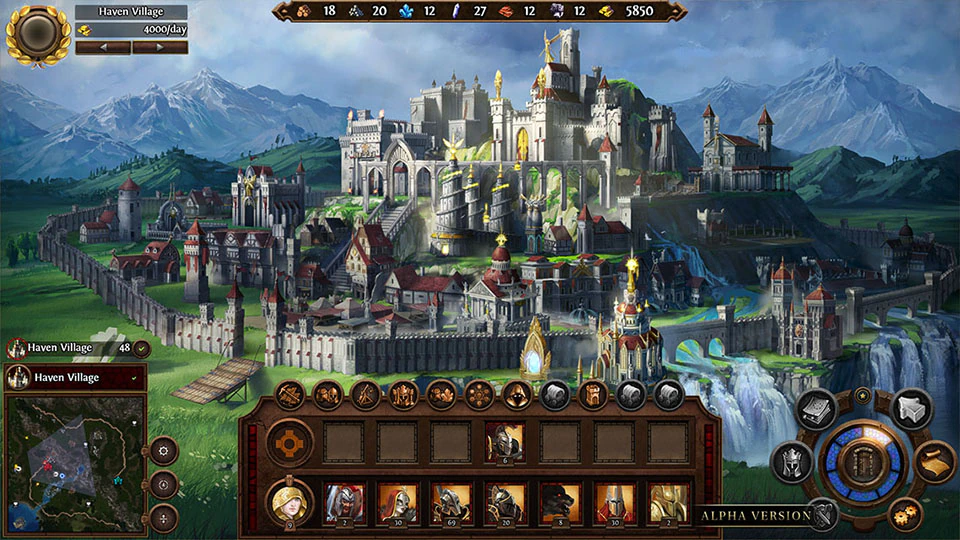 Haven Village
4000/day
18 20 12 27 12 12 5850
Haven Village 48
Haven Village
6
9 2 30 69 20 8 30 2
ALPHA VERSION